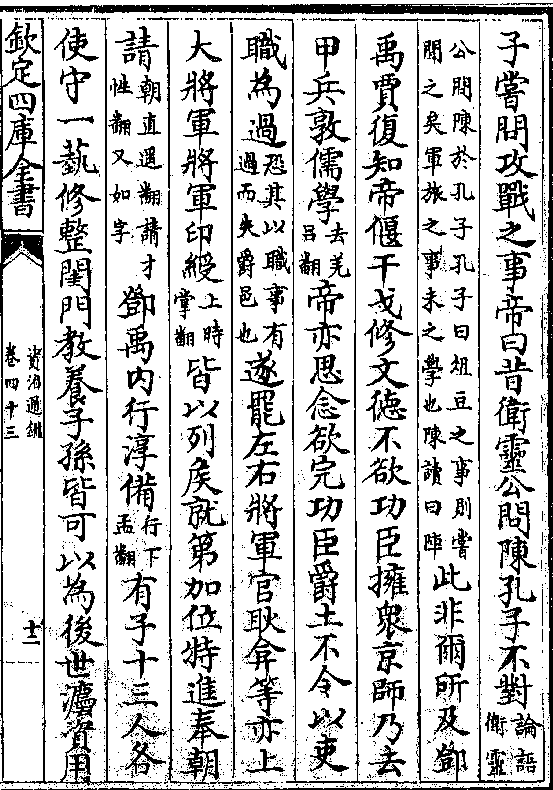 子嘗問攻戰之事帝曰昔衛靈公問陳孔子不對論語衛靈
公問陳於孔子孔子曰俎豆之事則嘗聞之矣軍旅之事未之學也陳讀曰陣此非爾所及鄧
禹賈復知帝偃干戈修文德不欲功臣擁衆京師乃去
甲兵敦儒學去羌呂翻帝亦思念欲完功臣爵土不令以吏
職為過恐其以職事有過而失爵邑也遂罷左右將軍官耿弇等亦上
大將軍將軍印綬上時掌翻皆以列矦就第加位特進奉朝
請朝直遥翻請才性翻又如字鄧禹内行淳備行下孟翻有子十三人各
使守一藝修整閨門教養子孫皆可以為後世灋資用
欽定四庫全書
資治通鑑
卷四十三
十二